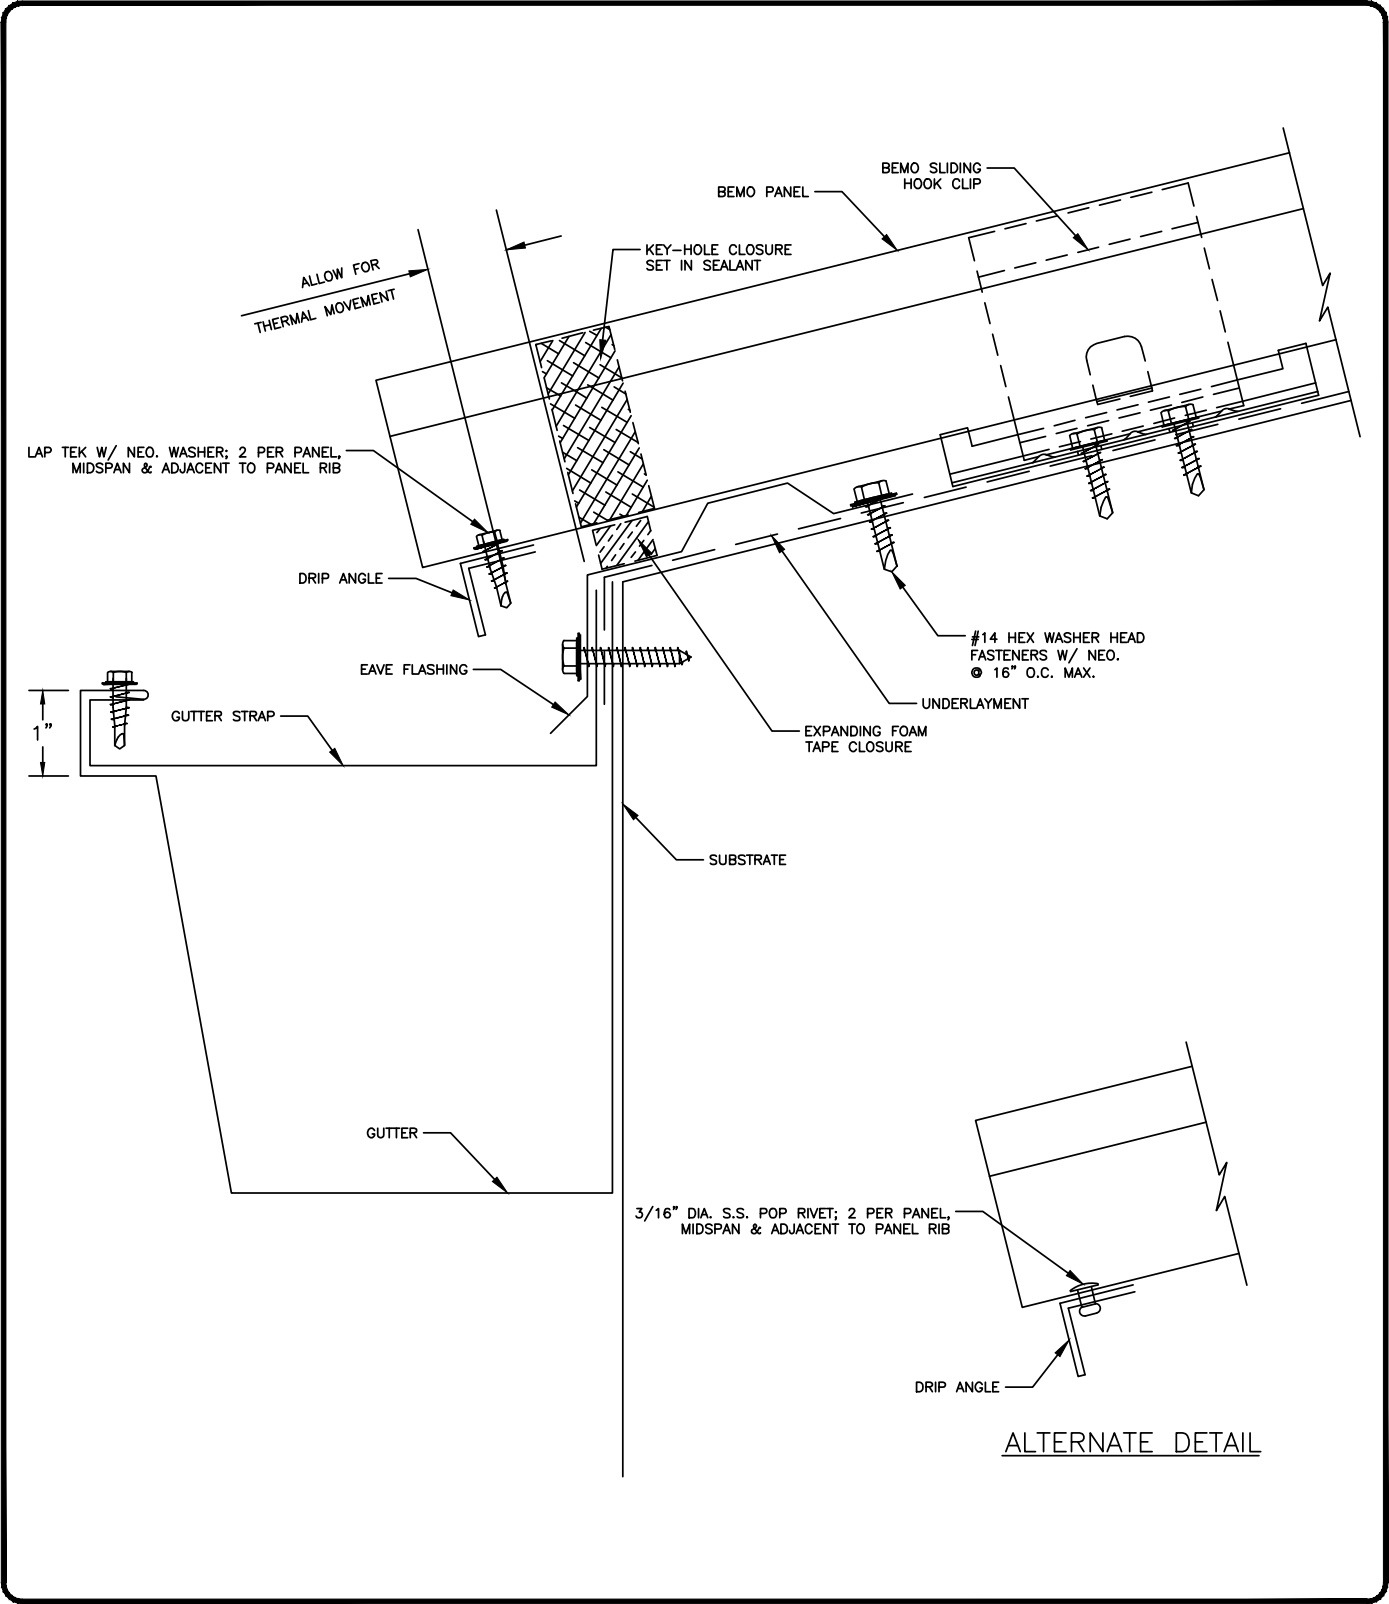 BEMO SLIDING
HOOK CLIP
BEMO PANEL
KEY-HOLE CLOSURE
SET IN SEALANT
ALLOW FOR
THERMAL MOVEMENT
LAP TEK W/ NEO. WASHER; 2 PER PANEL,
MIDSPAN & ADJACENT TO PANEL RIB
DRIP ANGLE
#14 HEX WASHER HEAD
FASTENERS W/ NEO.
@ 16" O.C. MAX.
EAVE FLASHING
UNDERLAYMENT
GUTTER STRAP
1"
EXPANDING FOAM
TAPE CLOSURE
SUBSTRATE
GUTTER
3/16" DIA. S.S. POP RIVET; 2 PER PANEL,
MIDSPAN & ADJACENT TO PANEL RIB
DRIP ANGLE
ALTERNATE DETAIL